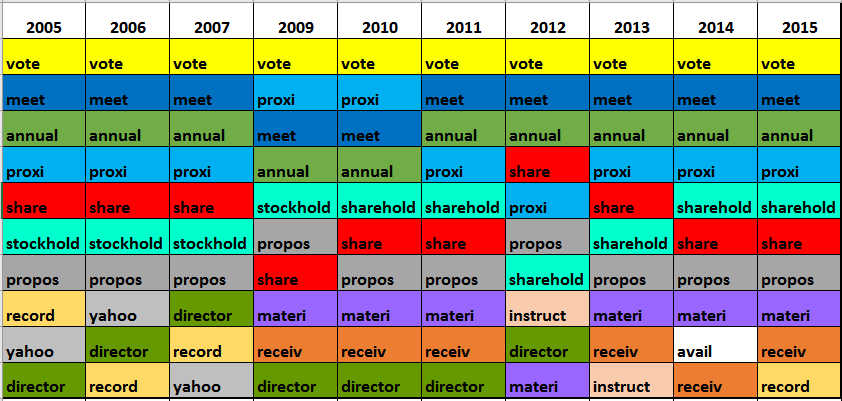 2005 2006 2007 2009 2010 2011 2012 2013 2014 2015
vote vote vote vote vote vote vote vote vote vote
meet meet meet proxi proxi meet meet meet meet meet
annual annual annual meet meet annual annual annual annual annual
proxi proxi proxi annual annual proxi share proxi proxi proxi
share share share stockhold sharehold sharehold proxi share sharehold sharehold
stockhold stockhold stockhold propos share share propos sharehold share share
propos propos propos share propos propos sharehold propos propos propos
record yahoo director materi materi materi instruct materi materi materi
yahoo director record receiv receiv receiv director receiv avail receiv
director record yahoo director director director materi instruct receiv record